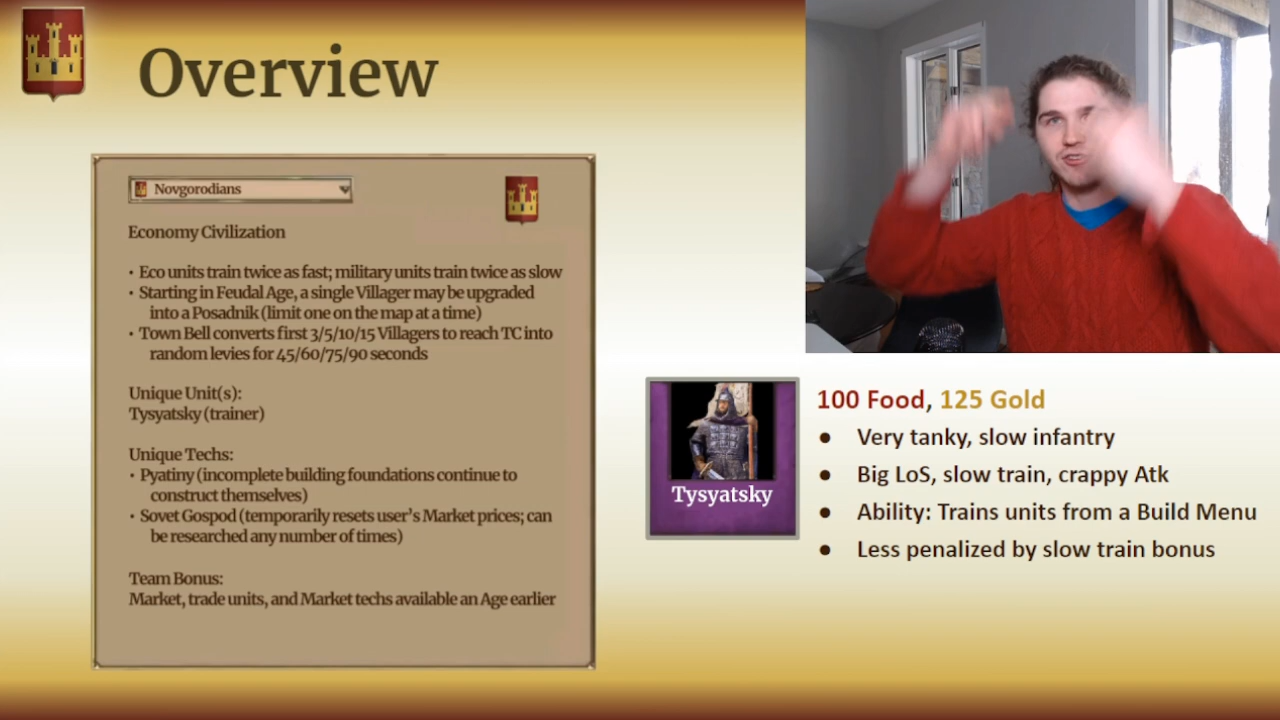 Overview
Novgorodians
Economy Civilization
• Eco units train twice as fast; military units train twice as slow
• Starting in Feudal Age, a single Villager may be upgraded
into a Posadnik (limit one on the map at a time)
• Town Bell converts first 3/5/10/15 Villagers to reach TC into
random levies for 45/60/75/90 seconds
Unique Unit(s):
Tysyatsky (trainer)
Unique Techs:
• Pyatiny (incomplete building foundations continue to
construct themselves)
• Sovet Gospod (temporarily resets user's Market prices; can
be researched any number of times)
Team Bonus:
Market, trade units, and Market techs available an Age earlier
Tysyatsky
100 Food, 125 Gold
● Very tanky, slow infantry
● Big LoS, slow train, crappy Atk
● Ability: Trains units from a Build Menu
● Less penalized by slow train bonus